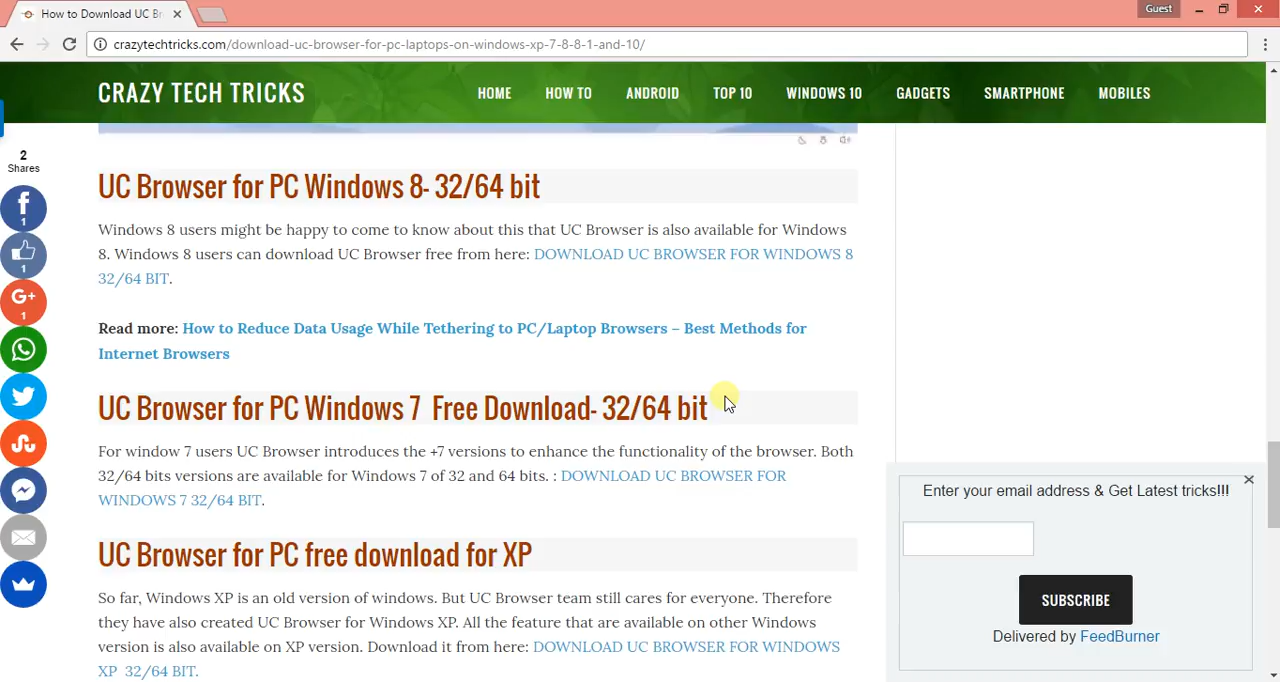 How to Download UC Br
Guest
crazytechtricks.com/download-uc-browser-for-pc-laptops-on-windows-xp-7-8-8-1-and-10/
CRAZY TECH TRICKS
HOME
HOW TO
ANDROID
TOP 10
WINDOWS 10
GADGETS
SMARTPHONE
MOBILES
2
Shares
1
1
G+
1
UC Browser for PC Windows 8- 32/64 bit
Windows 8 users might be happy to come to know about this that UC Browser is also available for Windows
8. Windows 8 users can download UC Browser free from here: DOWNLOAD UC BROWSER FOR WINDOWS 8
32/64 BIT.
Read more: How to Reduce Data Usage While Tethering to PC/Laptop Browsers – Best Methods for
Internet Browsers
UC Browser for PC Windows 7 Free Download- 32/64 bit
For window 7 users UC Browser introduces the +7 versions to enhance the functionality of the browser. Both
32/64 bits versions are available for Windows 7 of 32 and 64 bits. : DOWNLOAD UC BROWSER FOR
WINDOWS 7 32/64 BIT.
UC Browser for PC free download for XP
So far, Windows XP is an old version of windows. But UC Browser team still cares for everyone. Therefore
they have also created UC Browser for Windows XP. All the feature that are available on other Windows
version is also available on XP version. Download it from here: DOWNLOAD UC BROWSER FOR WINDOWS
XP 32/64 BIT.
Enter your email address & Get Latest tricks!!!
SUBSCRIBE
Delivered by FeedBurner